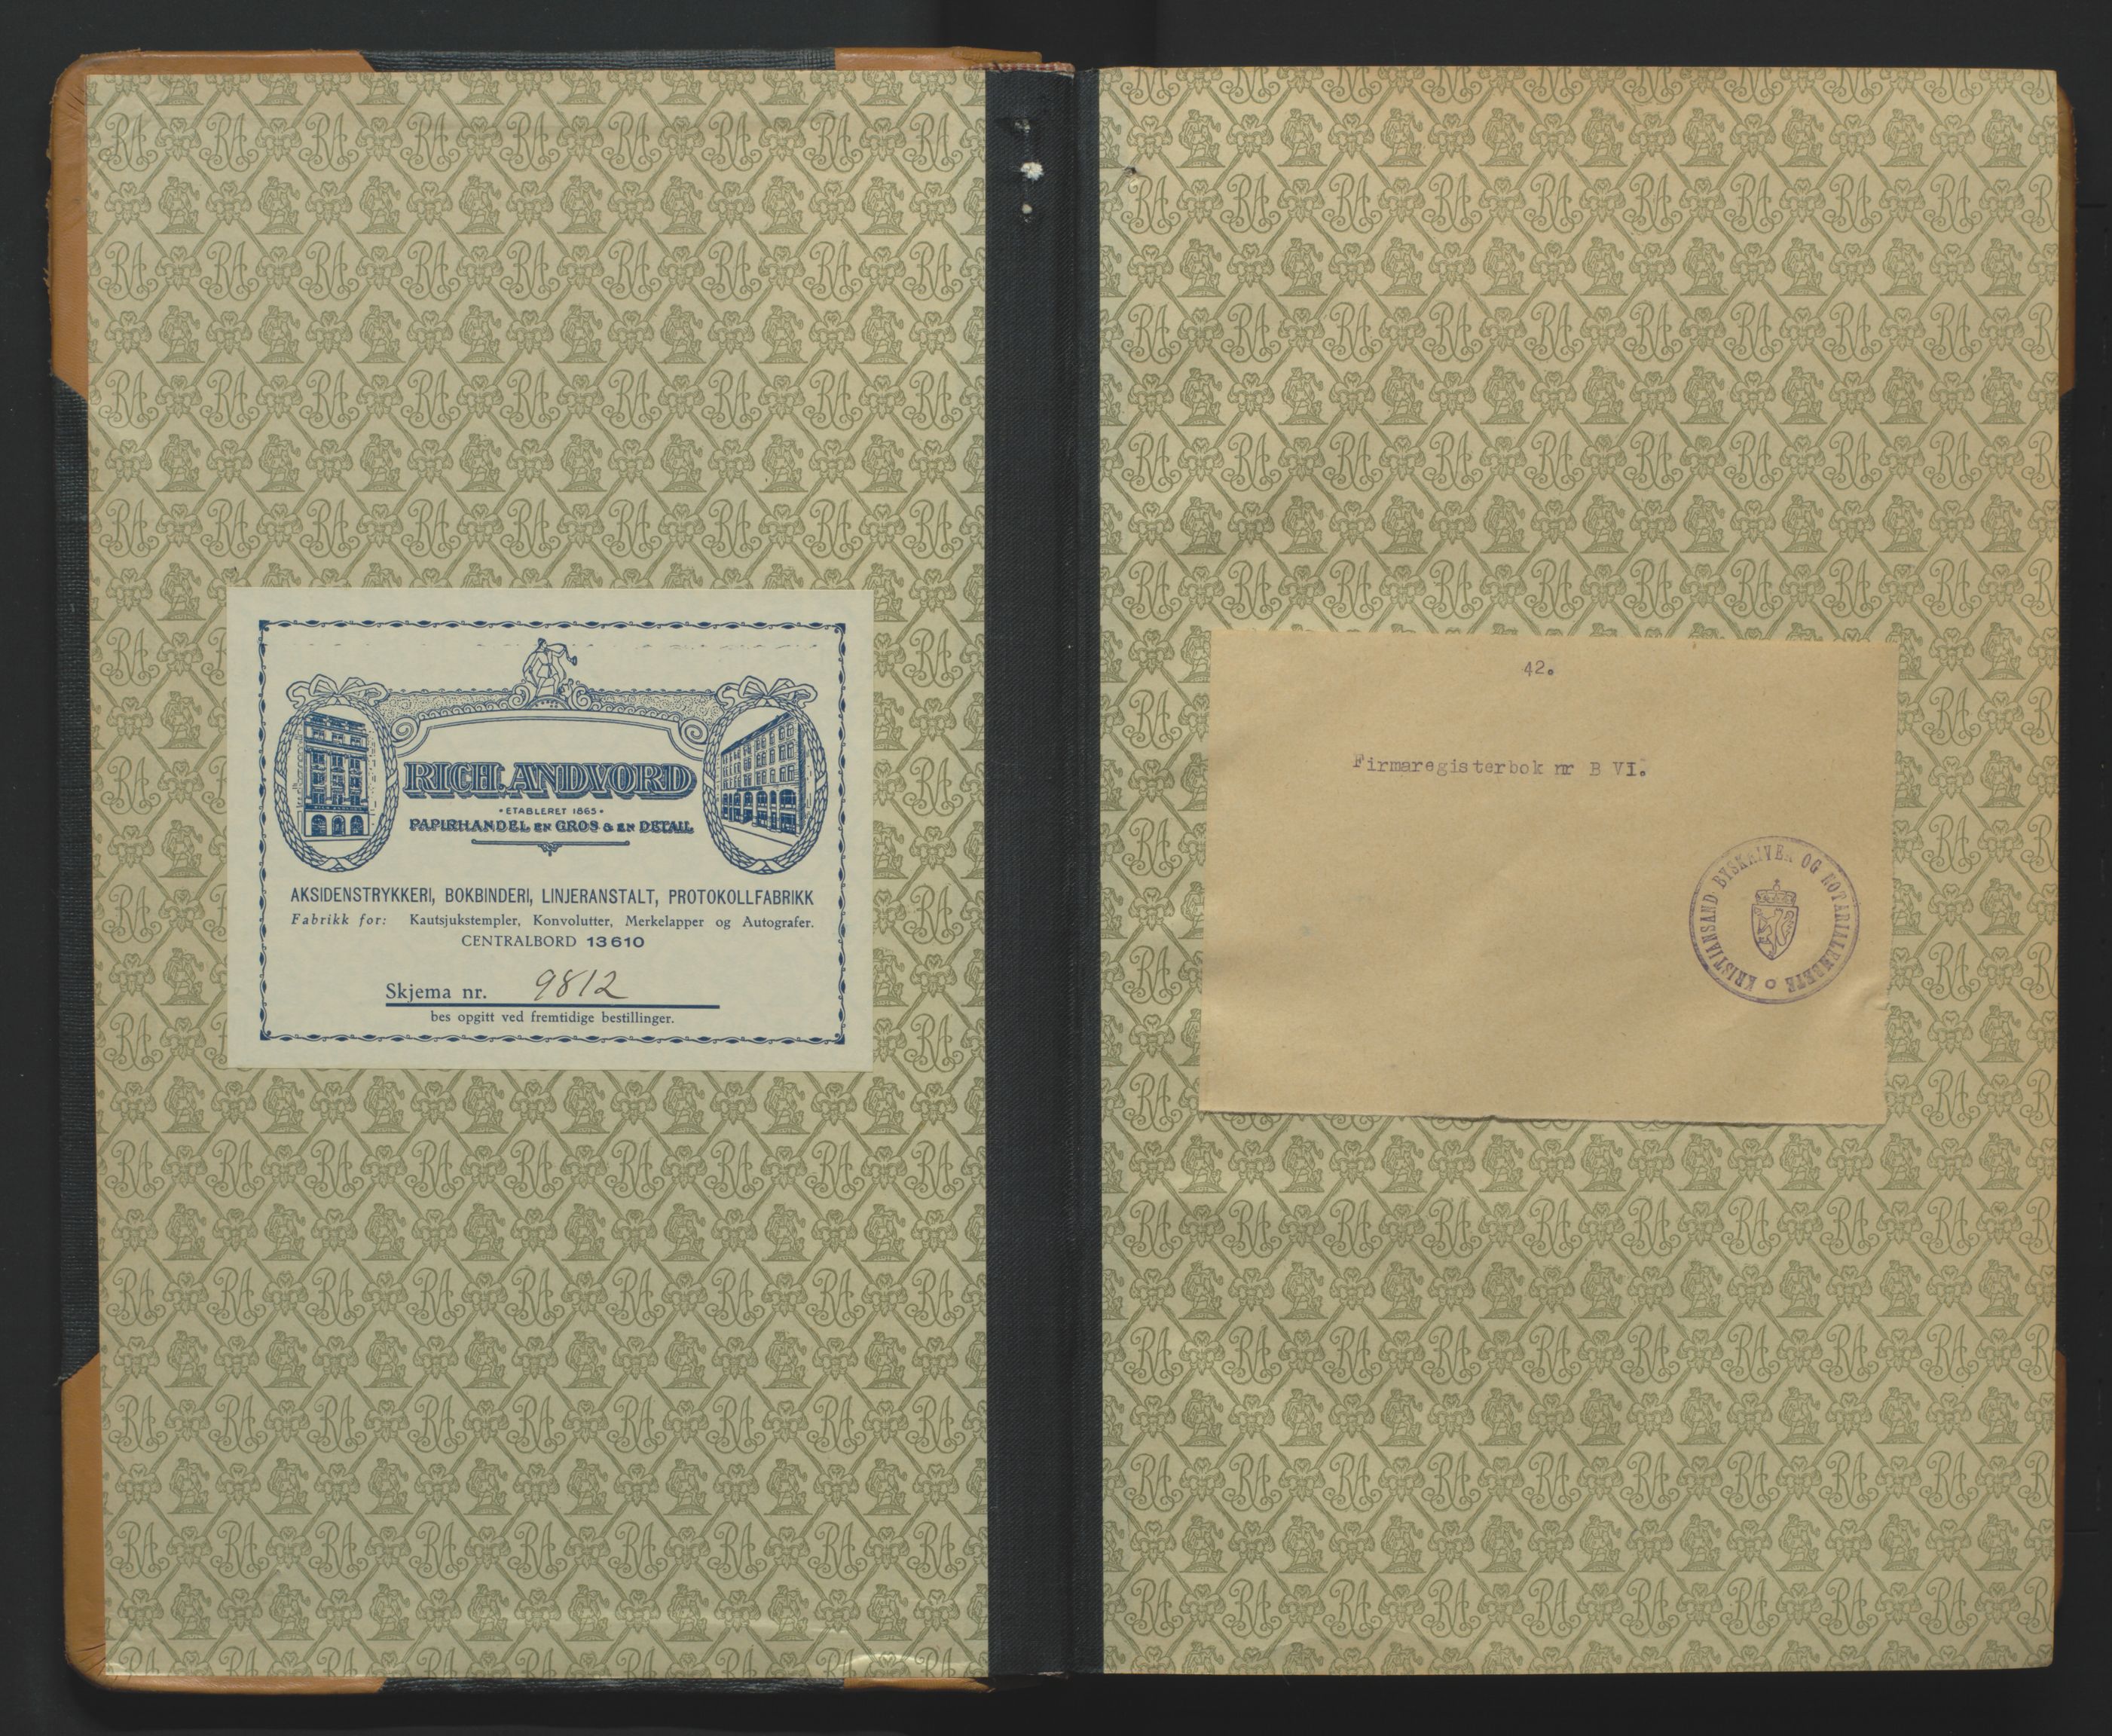 RICH. ANDVORD
• ETABLERET 1865 •
PAPIRHANDEL EN GROS & EN DETAIL
AKSIDENSTRYKKERI, BOKBINDERI, LINJERANSTALT, PROTOKOLLFABRIKK
Fabrikk for: Kautsjukstempler, Konvolutter, Merkelapper og Autografer.
CENTRALBORD 13610
Skjema nr. 9812
bes opgitt ved fremtidige bestillinger.
42.
Firmaregisterbok nr B VI.
KRISTIANSAND BYSKRIVER OG NOTARIALEMBETE